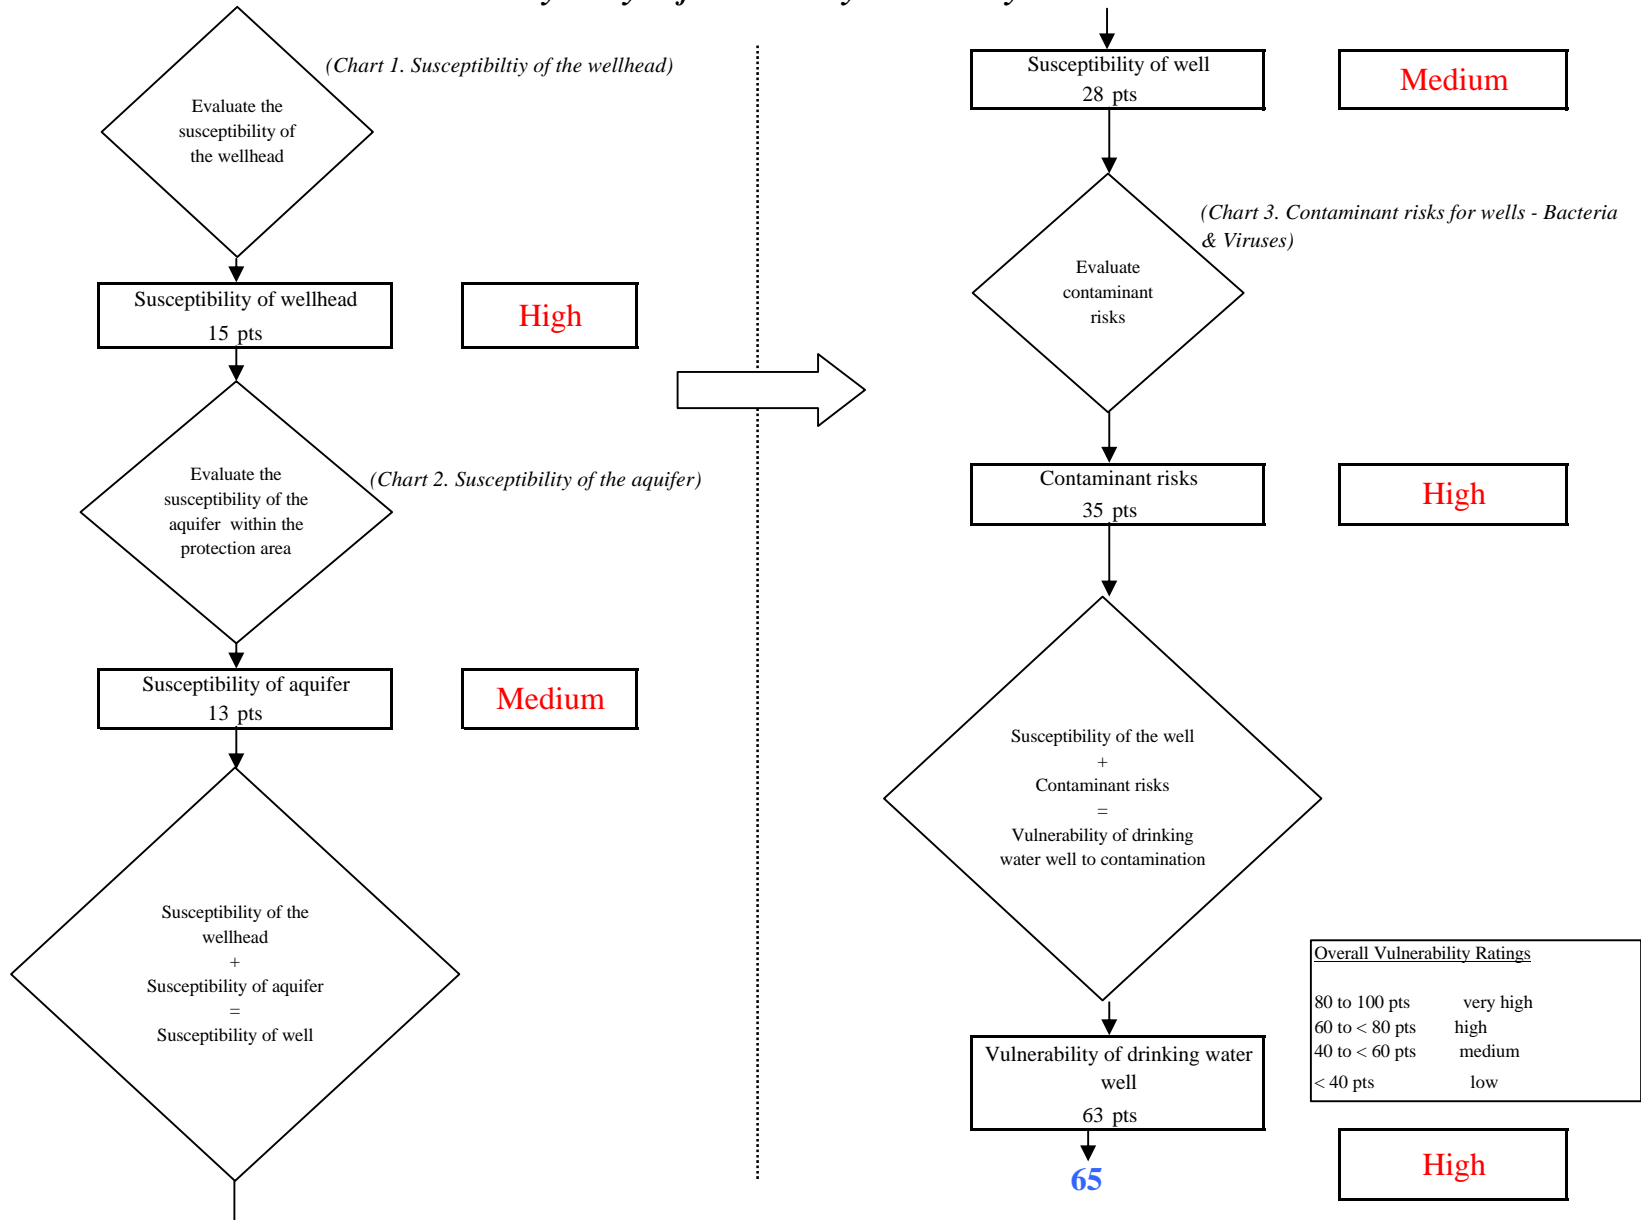 (Chart 1. Susceptibiltiy of the wellhead)
Evaluate the
susceptibility of
the wellhead
Susceptibility of wellhead
15 pts
High
Evaluate the
susceptibility of the
aquifer within the
protection area
(Chart 2. Susceptibility of the aquifer)
Susceptibility of aquifer
13 pts
Medium
Susceptibility of the
wellhead
+
Susceptibility of aquifer
=
Susceptibility of well
Susceptibility of well
28 pts
Medium
(Chart 3. Contaminant risks for wells - Bacteria
& Viruses)
Evaluate
contaminant
risks
Contaminant risks
35 pts
High
Susceptibility of the well
+
Contaminant risks
=
Vulnerability of drinking
water well to contamination
Overall Vulnerability Ratings
80 to 100 pts very high
60 to < 80 pts high
40 to < 60 pts medium
< 40 pts low
Vulnerability of drinking water
well
63 pts
65
High